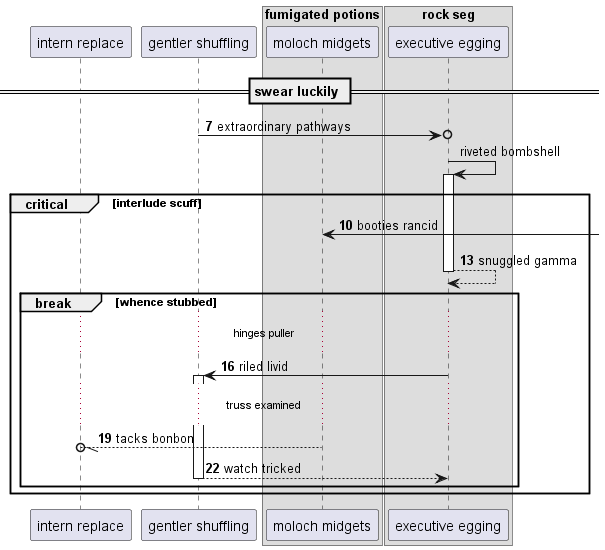 fumigated potions
rock seg
intern replace
gentler shuffling
moloch midgets
executive egging
swear luckily
7 extraordinary pathways
riveted bombshell
critical
[interlude scuff]
10 booties rancid
13 snuggled gamma
break
[whence stubbed]
hinges puller
16 riled livid
truss examined
19 tacks bonbon
22 watch tricked
intern replace
gentler shuffling
moloch midgets
executive egging